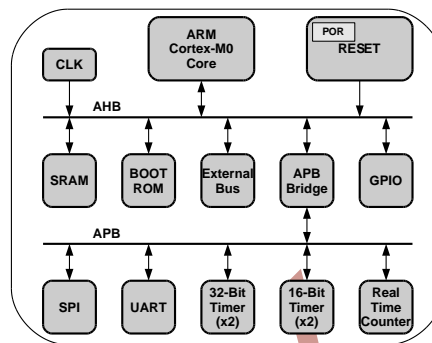 ARM
Cortex-M0
Core
POR
RESET
CLK
AHB
SRAM
BOOT
ROM
External
Bus
APB
Bridge
GPIO
APB
SPI
UART
32-Bit
Timer
(x2)
16-Bit
Timer
(x2)
Real
Time
Counter